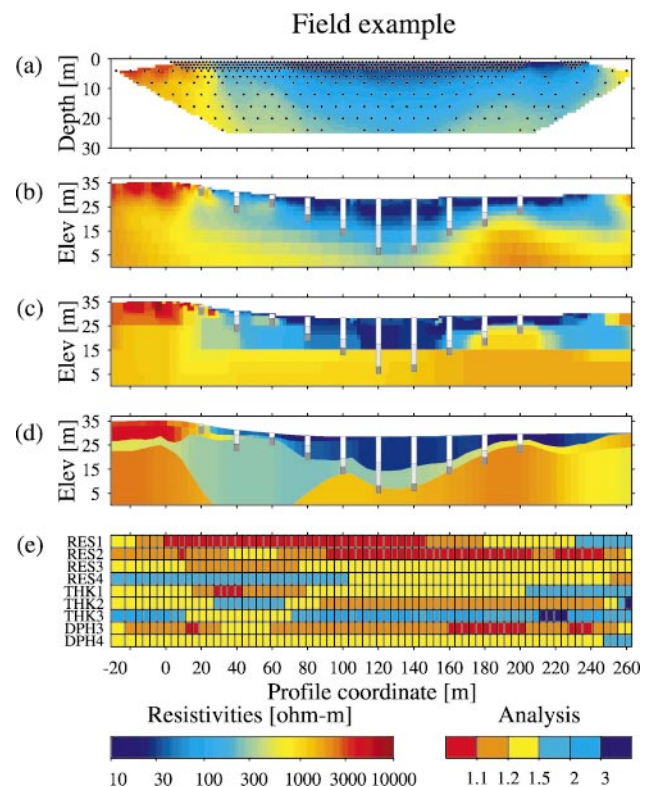 Field example
(a)
Depth [m]
0
10
20
30
(b)
Elev [m]
35
25
15
5
(c)
Elev [m]
35
25
15
5
(d)
Elev [m]
35
25
15
5
(e)
RES1
RES2
RES3
RES4
THK1
THK2
THK3
DPH3
DPH4
-20 0 20 40 60 80 100 120 140 160 180 200 220 240 260
Profile coordinate [m]
Resistivities [ohm-m] Analysis
10 30 100 300 1000 3000 10000 1.1 1.2 1.5 2 3